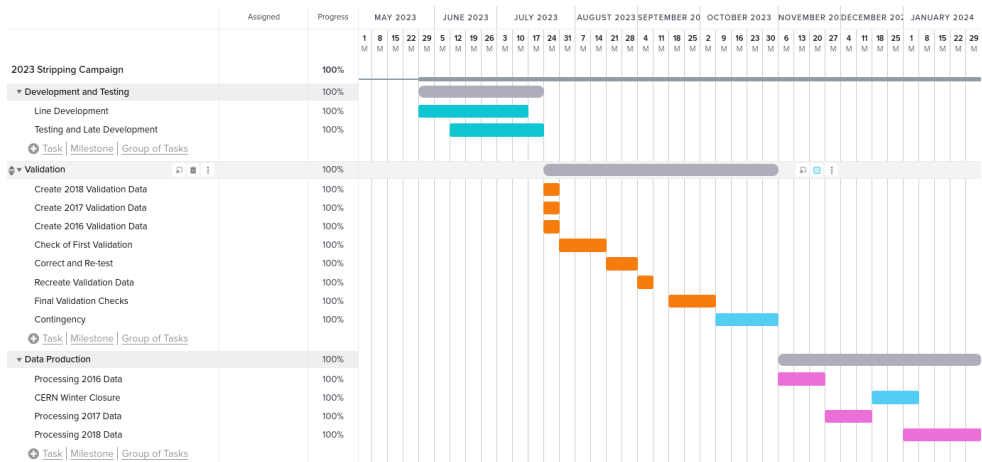 Assigned Progress MAY 2023 JUNE 2023 JULY 2023 AUGUST 2023 SEPTEMBER 20 OCTOBER 2023 NOVEMBER 20 DECEMBER 202 JANUARY 2024
1 8 15 22 29 5 12 19 26 3 10 17 24 31 7 14 21 28 4 11 18 25 2 9 16 23 30 6 13 20 27 4 11 18 25 1 8 15 22 29
M M M M M M M M M M M M M M M M M M M M M M M M M M M M M M M M M M M M M M M M
2023 Stripping Campaign 100%
Development and Testing 100%
Line Development 100%
Testing and Late Development 100%
Task | Milestone | Group of Tasks
Validation 100%
Create 2018 Validation Data 100%
Create 2017 Validation Data 100%
Create 2016 Validation Data 100%
Check of First Validation 100%
Correct and Re-test 100%
Recreate Validation Data 100%
Final Validation Checks 100%
Contingency 100%
Task | Milestone | Group of Tasks
Data Production 100%
Processing 2016 Data 100%
CERN Winter Closure 100%
Processing 2017 Data 100%
Processing 2018 Data 100%
Task | Milestone | Group of Tasks